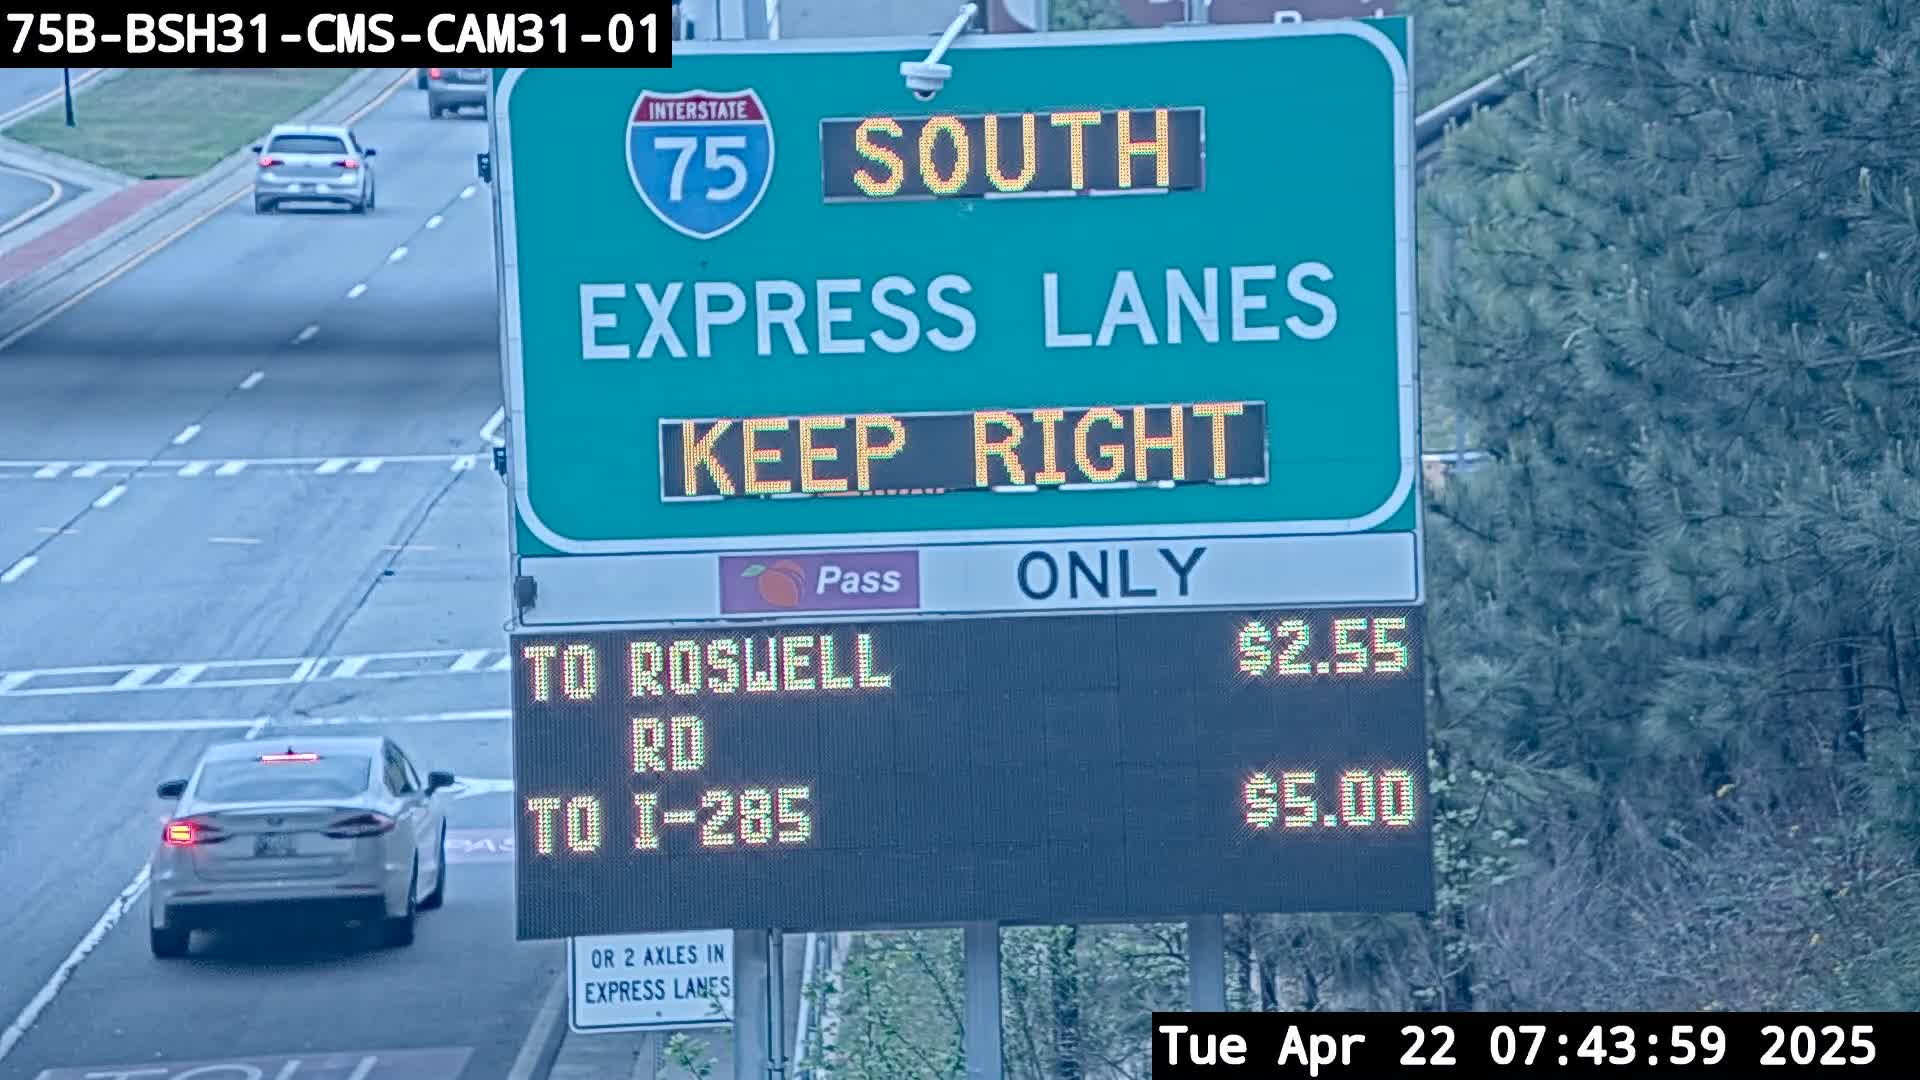 75B-BSH31-CMS-CAM31-01
INTERSTATE
75
SOUTH
EXPRESS LANES
KEEP RIGHT
Pass ONLY
TO ROSWELL $2.55
RD
TO I-285 $5.00
OR 2 AXLES IN
EXPRESS LANES
TOLL
Tue Apr 22 07:43:59 2025